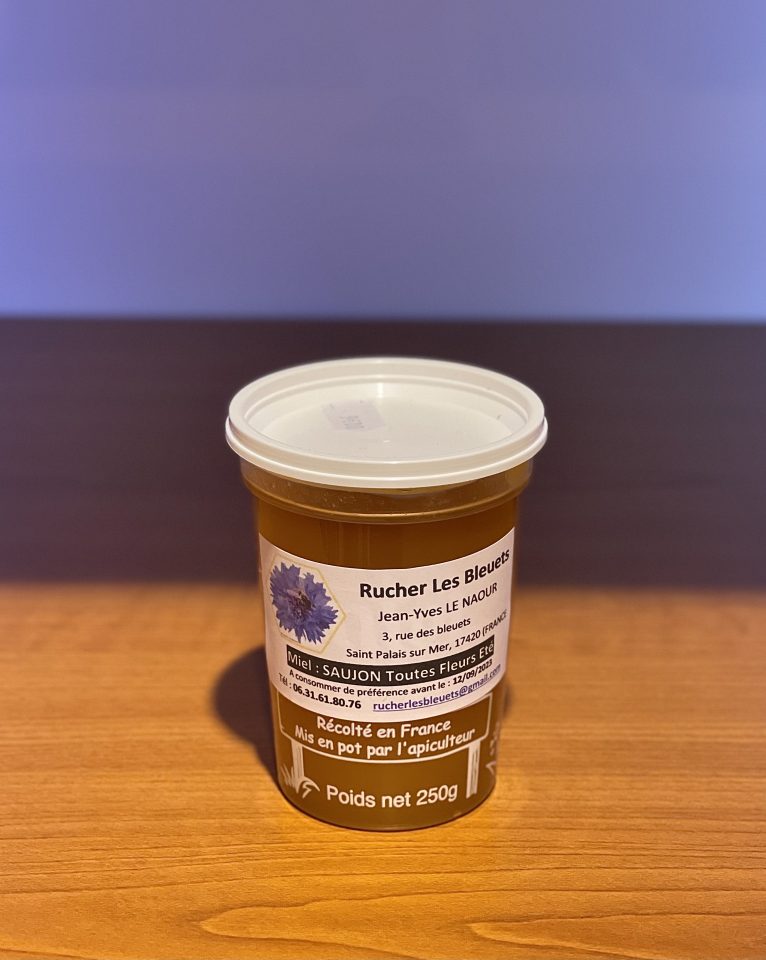 Rucher Les Bleuets
Jean-Yves LE NAOUR
3, rue des bleuets
Saint Palais sur Mer, 17420 (FRANCE
Miel : SAUJON Toutes Fleurs Eté
A consommer de préférence avant le : 12/09/2023
Tél : 06.31.61.80.76 rucherlesbleuets@gmail.com
Récolté en France
Mis en pot par l'apiculteur
Poids net 250g